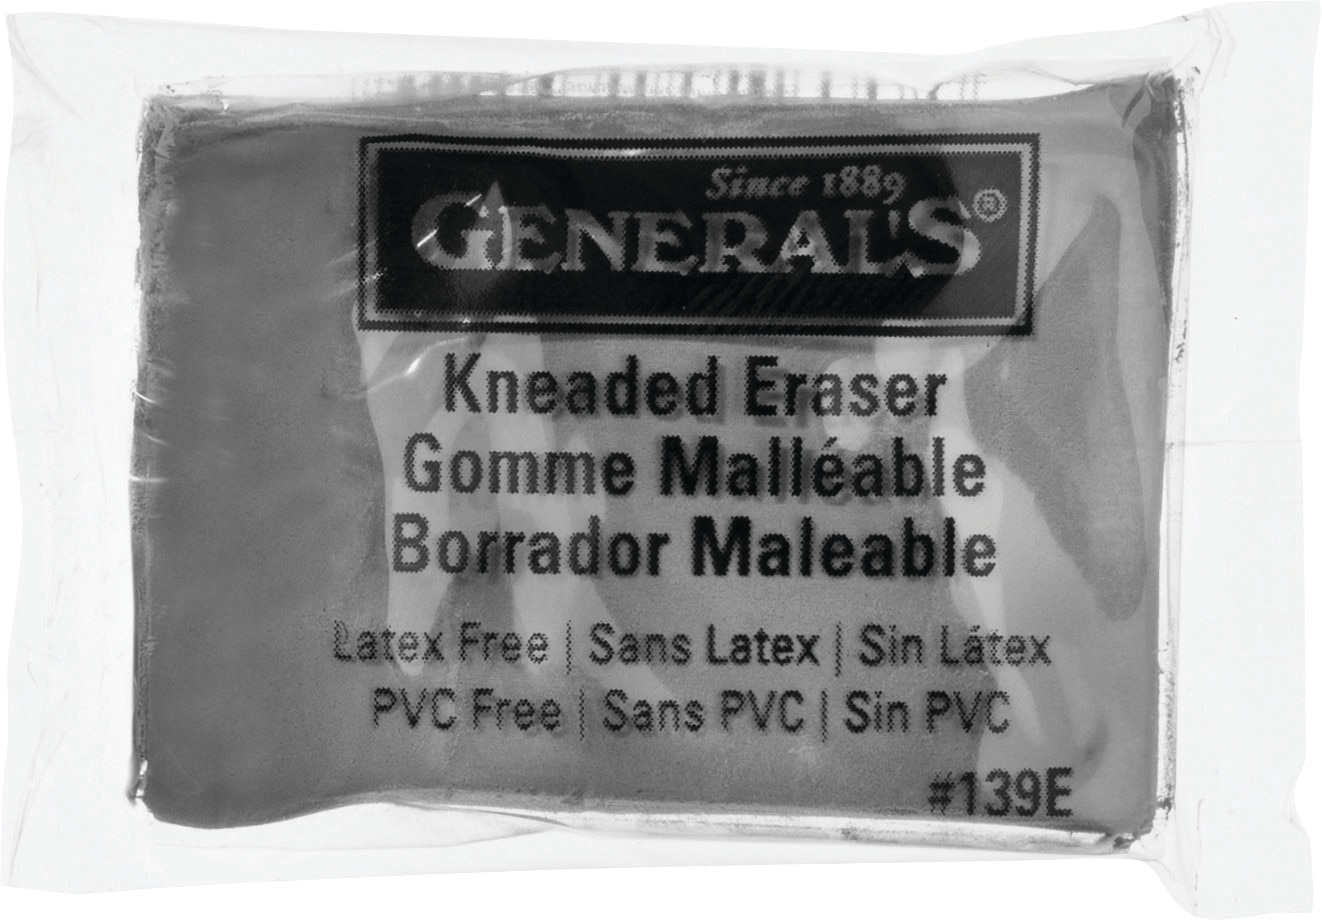 Since 1889
GENERAL'S®
Kneaded Eraser
Gomme Malléable
Borrador Maleable
Latex Free | Sans Latex | Sin Látex
PVC Free | Sans PVC | Sin PVC
#139E